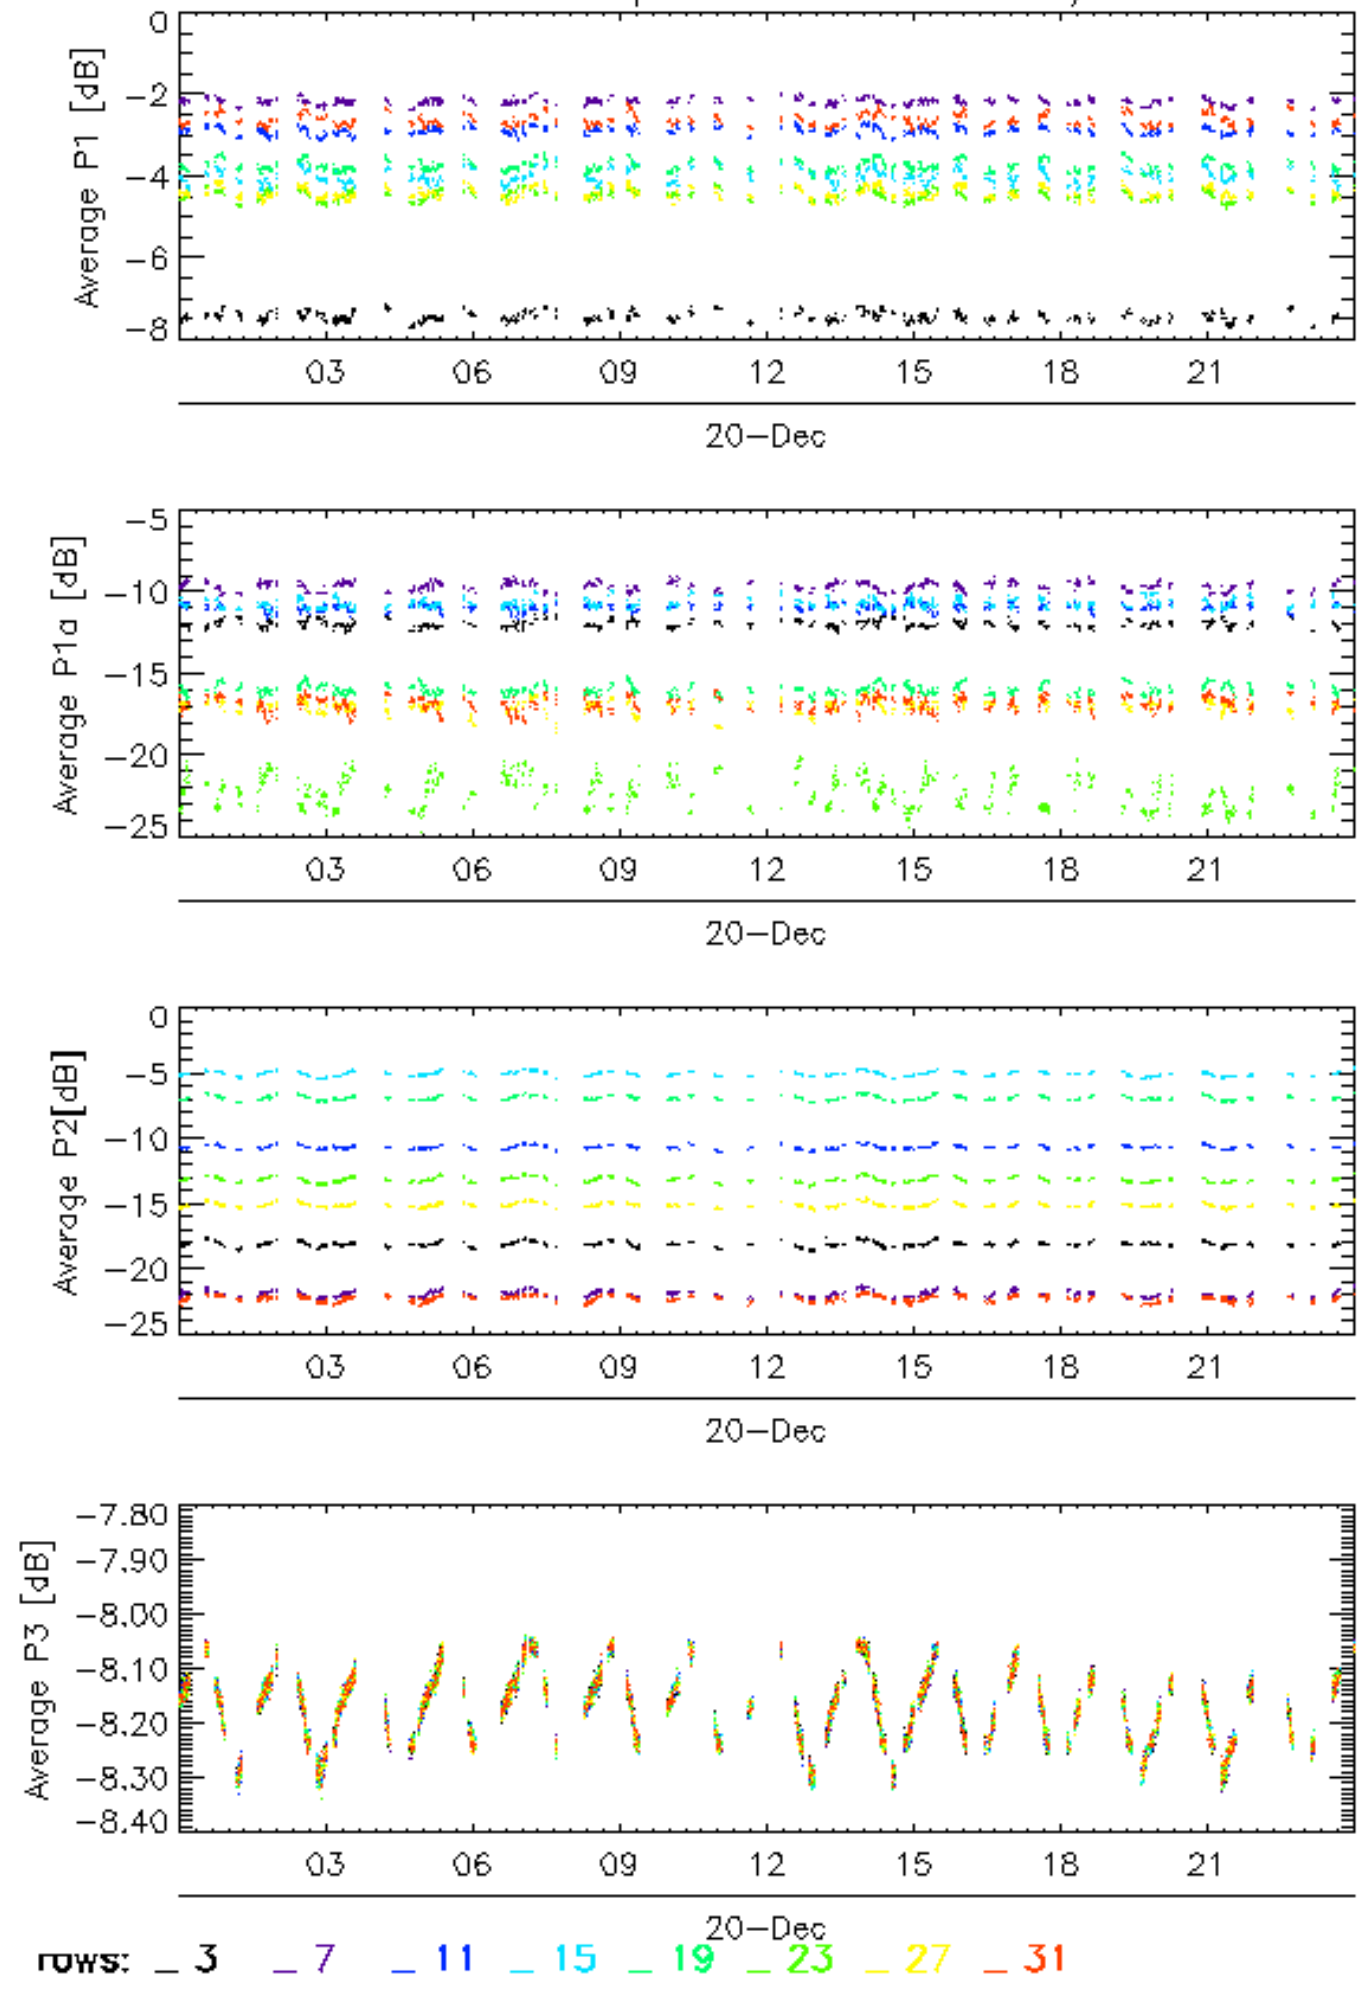 0
-2
-4
-6
-8
Average P1 [dB]
03 06 09 12 15 18 21
20-Dec
-5
-10
-15
-20
-25
Average P1a [dB]
03 06 09 12 15 18 21
20-Dec
0
-5
-10
-15
-20
-25
Average P2[dB]
03 06 09 12 15 18 21
20-Dec
-7.80
-7.90
-8.00
-8.10
-8.20
-8.30
-8.40
Average P3 [dB]
03 06 09 12 15 18 21
20-Dec
rows: _ 3 _ 7 _ 11 _ 15 _ 19 _ 23 _ 27 _ 31